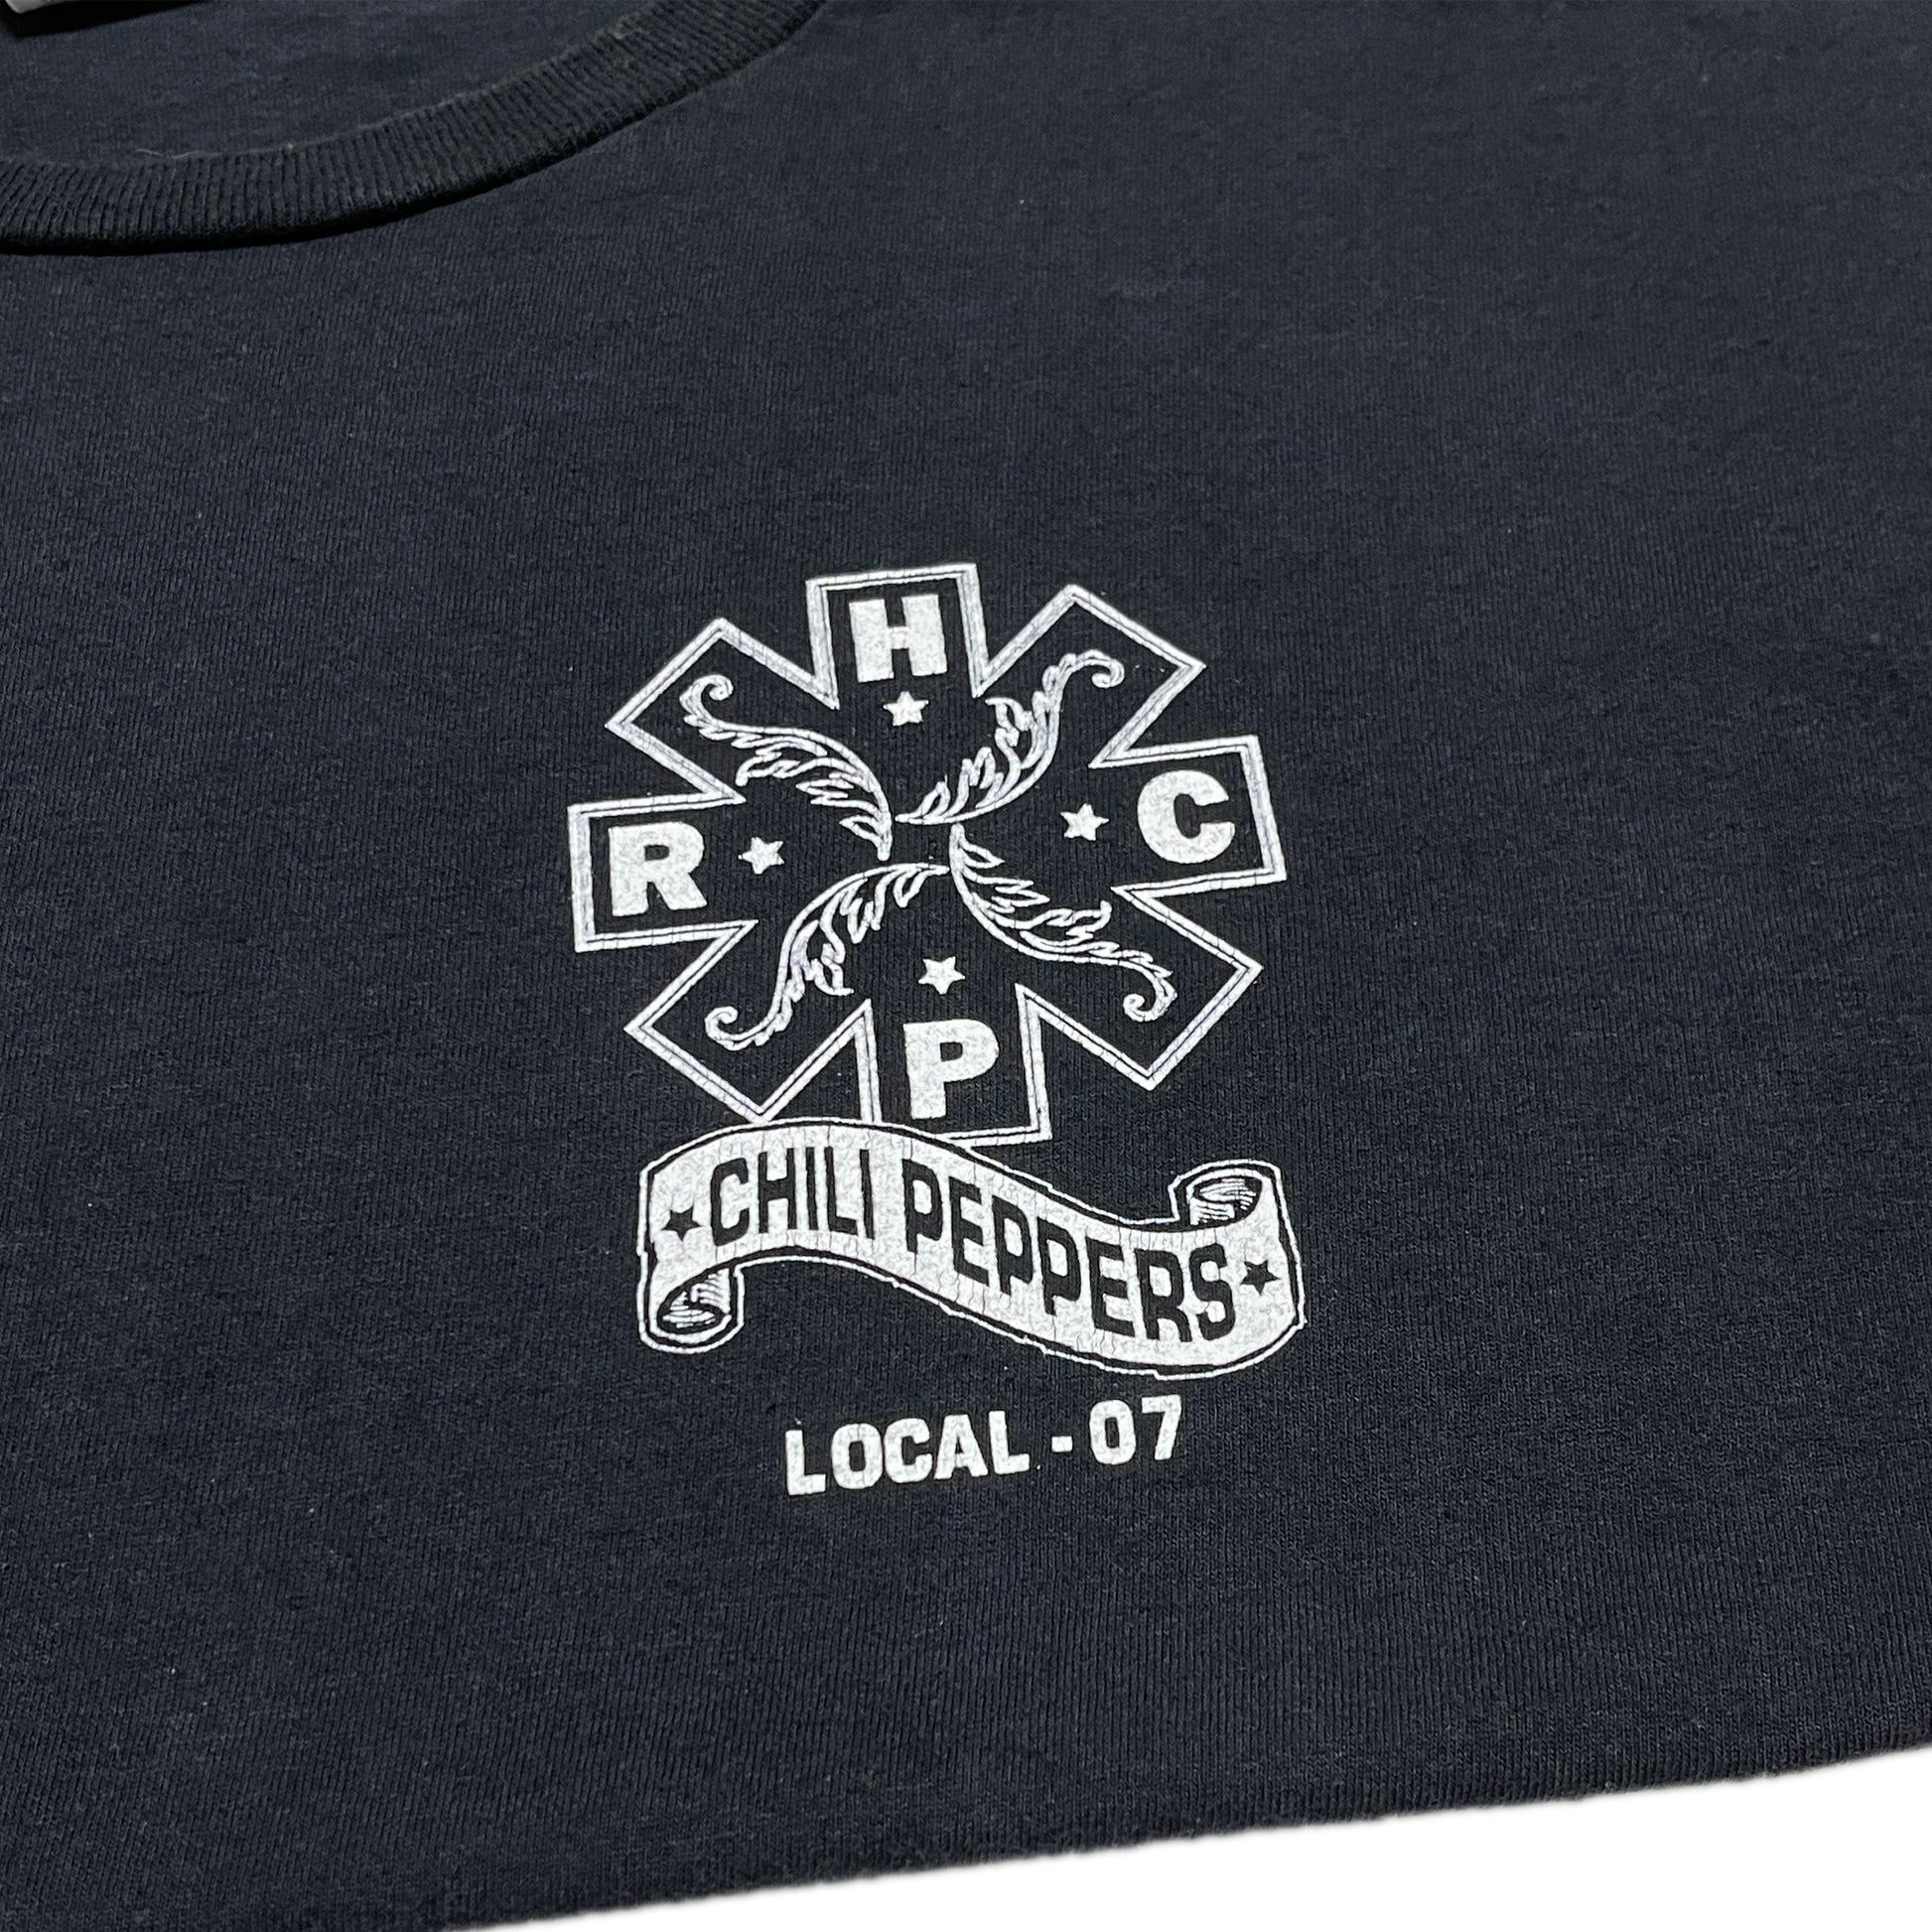 H
R C
P
CHILI PEPPERS
LOCAL - 07